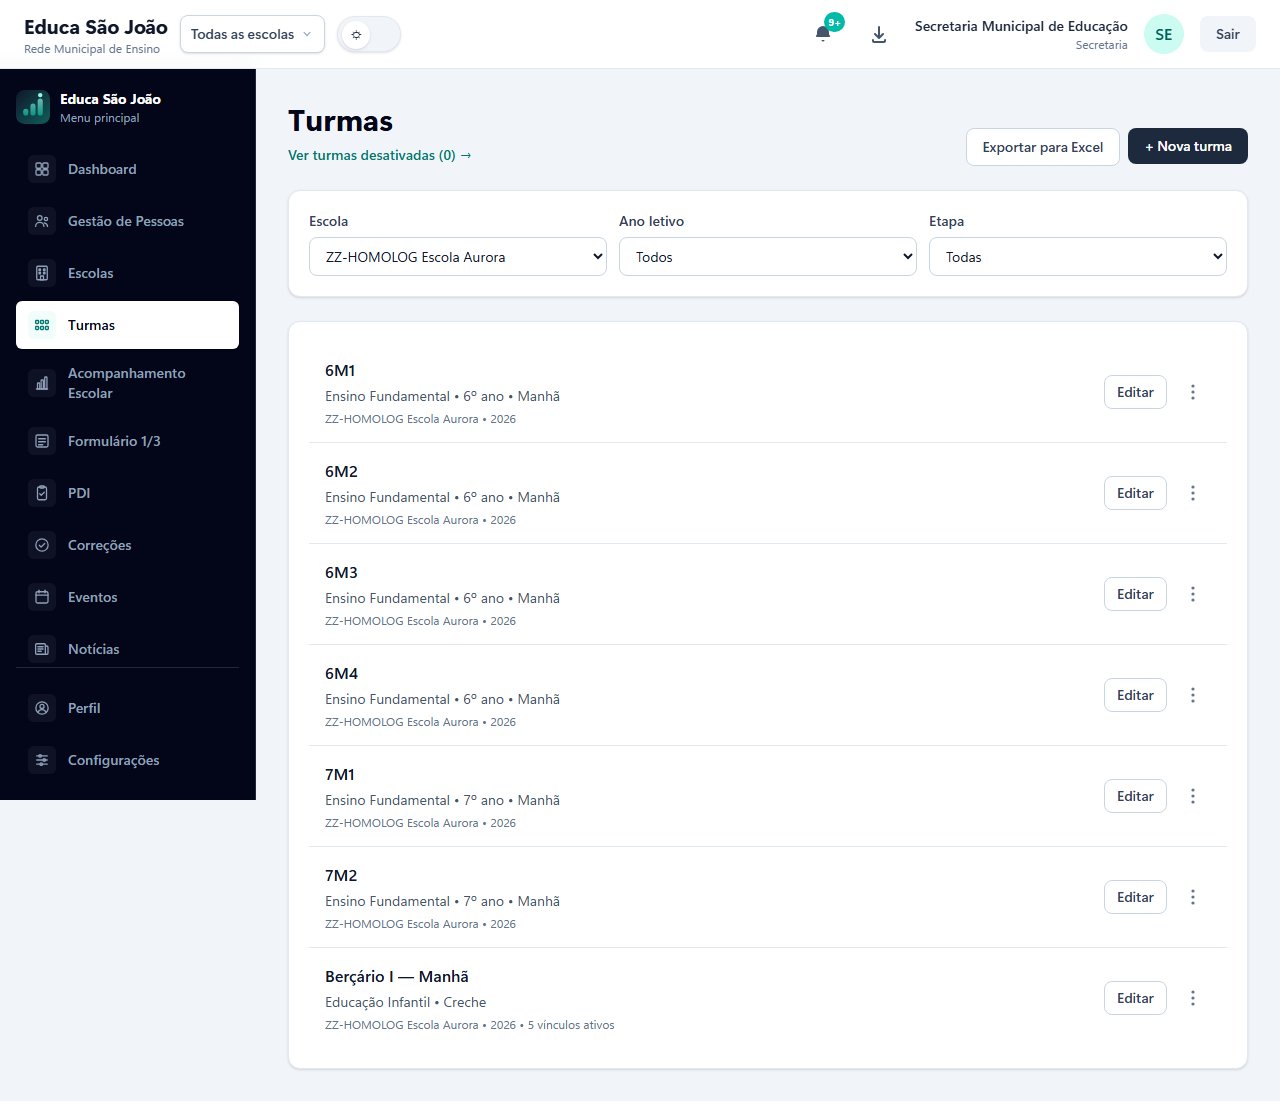 Educa São João
Rede Municipal de Ensino
Todas as escolas
9+
Secretaria Municipal de Educação
Secretaria
SE
Sair
Educa São João
Menu principal
Dashboard
Gestão de Pessoas
Escolas
Turmas
Acompanhamento
Escolar
Formulário 1/3
PDI
Correções
Eventos
Notícias
Perfil
Configurações
Turmas
Ver turmas desativadas (0) →
Exportar para Excel
+ Nova turma
Escola
Ano letivo
Etapa
ZZ-HOMOLOG Escola Aurora
Todos
Todas
6M1
Ensino Fundamental • 6º ano • Manhã
ZZ-HOMOLOG Escola Aurora • 2026
Editar
6M2
Ensino Fundamental • 6º ano • Manhã
ZZ-HOMOLOG Escola Aurora • 2026
Editar
6M3
Ensino Fundamental • 6º ano • Manhã
ZZ-HOMOLOG Escola Aurora • 2026
Editar
6M4
Ensino Fundamental • 6º ano • Manhã
ZZ-HOMOLOG Escola Aurora • 2026
Editar
7M1
Ensino Fundamental • 7º ano • Manhã
ZZ-HOMOLOG Escola Aurora • 2026
Editar
7M2
Ensino Fundamental • 7º ano • Manhã
ZZ-HOMOLOG Escola Aurora • 2026
Editar
Berçário I — Manhã
Educação Infantil • Creche
ZZ-HOMOLOG Escola Aurora • 2026 • 5 vínculos ativos
Editar